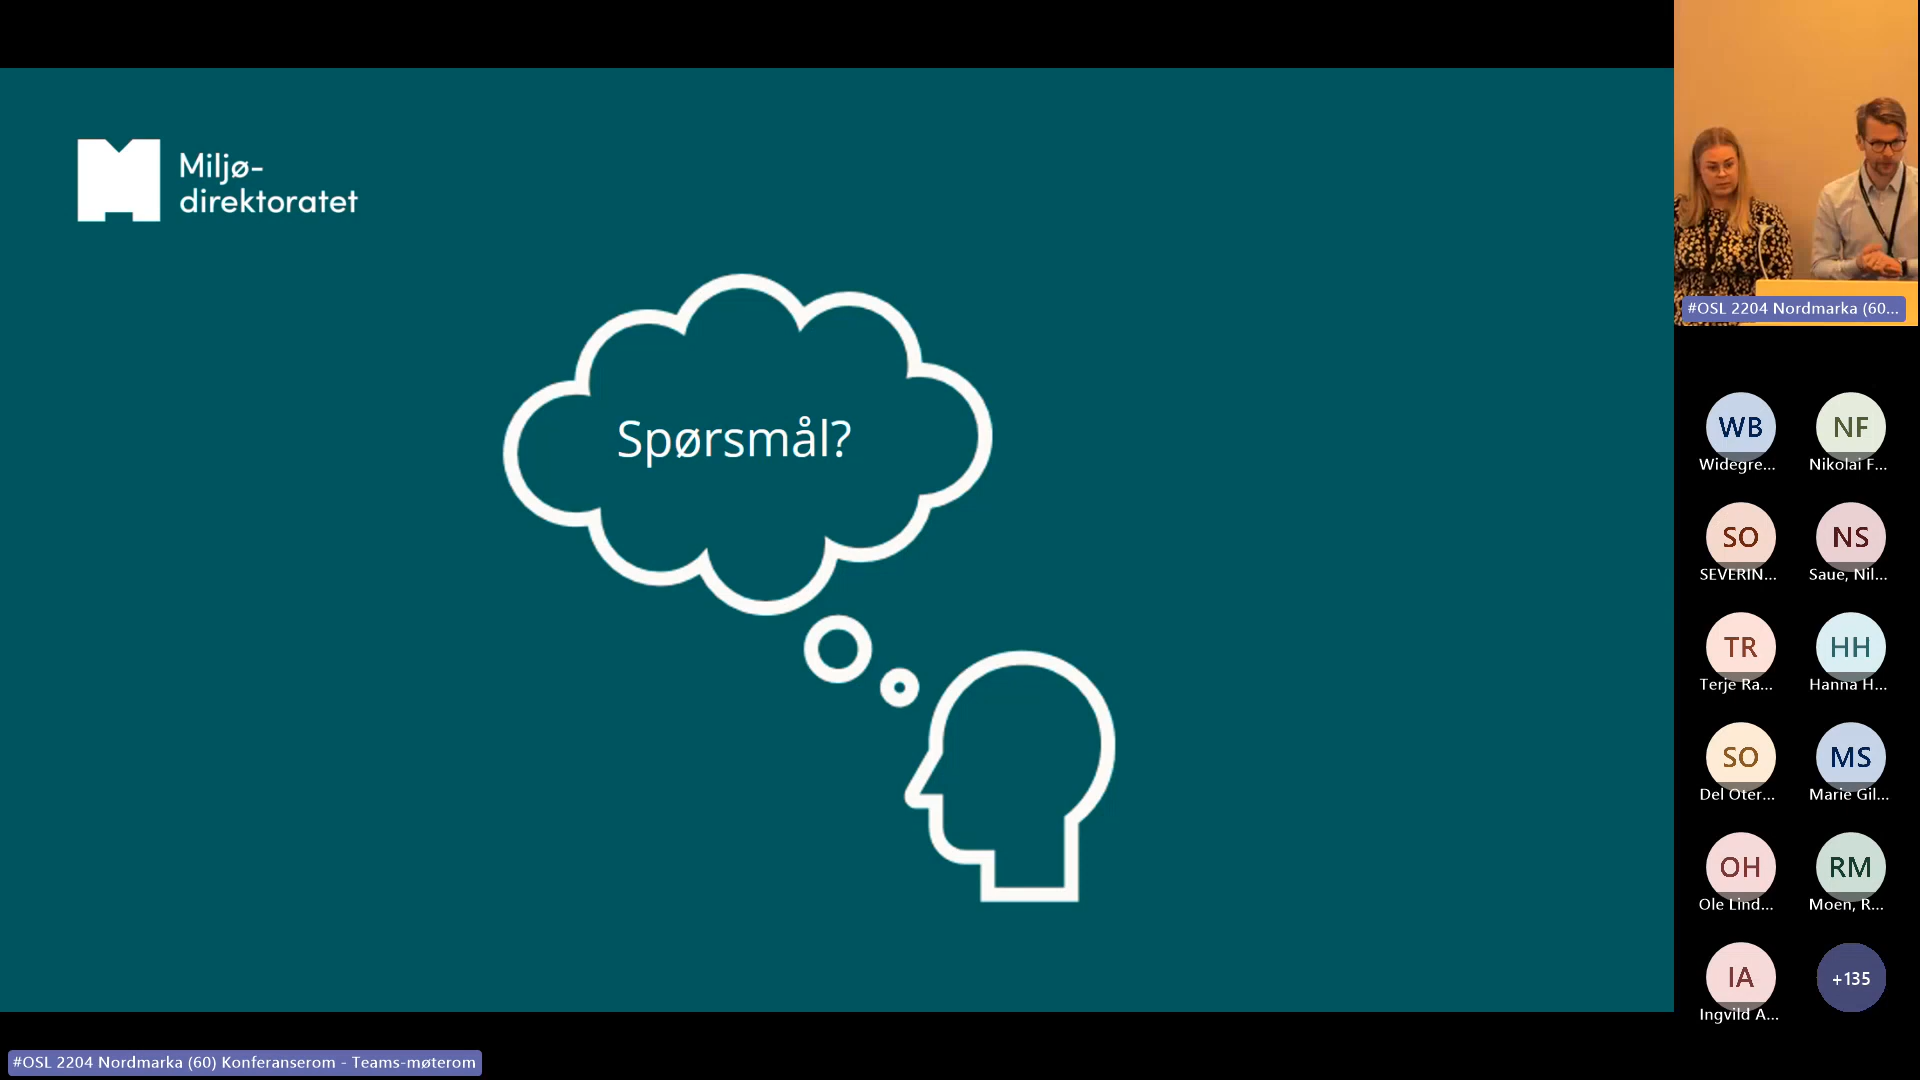 Miljø-
direktoratet
Spørsmål?
#OSL 2204 Nordmarka (60...
WB
Widegre...
NF
Nikolai F...
SO
SEVERIN...
NS
Saue, Nil...
TR
Terje Ra...
HH
Hanna H...
SO
Del Oter...
MS
Marie Gil...
OH
Ole Lind...
RM
Moen, R...
IA
Ingvild A...
+135
#OSL 2204 Nordmarka (60) Konferanserom - Teams-møterom